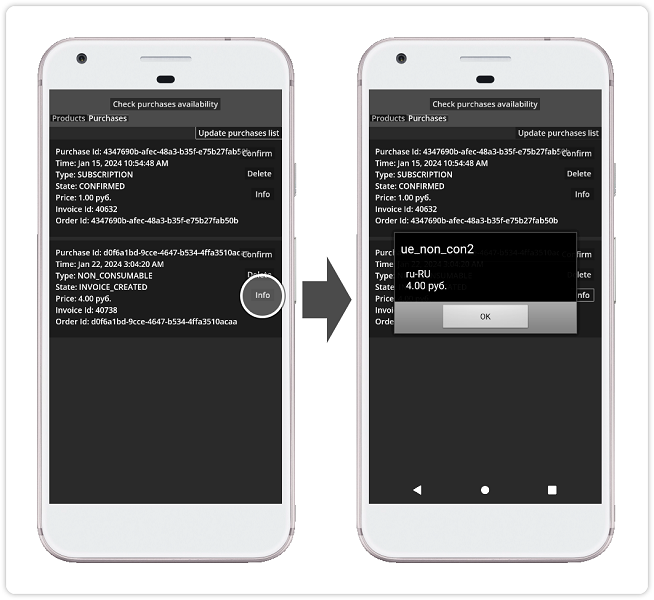 Check purchases availability
Products Purchases
Update purchases list
Purchase Id: 4347690b-afec-48a3-b35f-e75b27fab50b
Confirm
Time: Jan 15, 2024 10:54:48 AM
Type: SUBSCRIPTION
Delete
State: CONFIRMED
Price: 1.00 руб.
Info
Invoice Id: 40632
Order Id: 4347690b-afec-48a3-b35f-e75b27fab50b
Purchase Id: d0f6a1bd-9cce-4647-b534-4ffa3510acaa
Confirm
Time: Jan 22, 2024 3:04:20 AM
Type: NON_CONSUMABLE
Delete
State: INVOICE_CREATED
Price: 4.00 руб.
Info
Invoice Id: 40738
Order Id: d0f6a1bd-9cce-4647-b534-4ffa3510acaa
Check purchases availability
Products Purchases
Update purchases list
Purchase Id: 4347690b-afec-48a3-b35f-e75b27fab50b
Confirm
Time: Jan 15, 2024 10:54:48 AM
Type: SUBSCRIPTION
Delete
State: CONFIRMED
Price: 1.00 руб.
Info
Invoice Id: 40632
Order Id: 4347690b-afec-48a3-b35f-e75b27fab50b
Purch
Confirm
Time:
Type:
Delete
State:
Price:
Info
Invoic
Order
ue_non_con2
ru-RU
4.00 руб.
OK